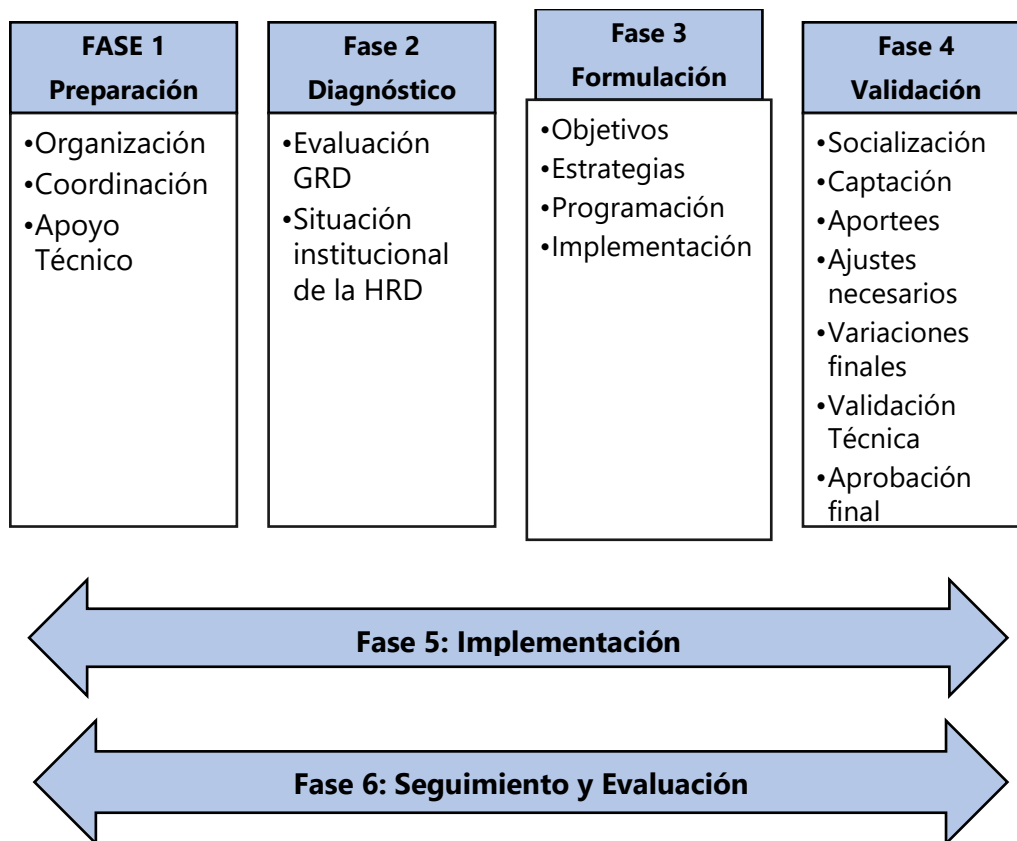 FASE 1
Preparación
•Organización
•Coordinación
•Apoyo
Técnico
Fase 2
Diagnóstico
•Evaluación
GRD
•Situación
institucional
de la HRD
Fase 3
Formulación
•Objetivos
•Estrategias
•Programación
•Implementación
Fase 4
Validación
•Socialización
•Captación
•Aportees
•Ajustes
necesarios
•Variaciones
finales
•Validación
Técnica
•Aprobación
final
Fase 5: Implementación
Fase 6: Seguimiento y Evaluación